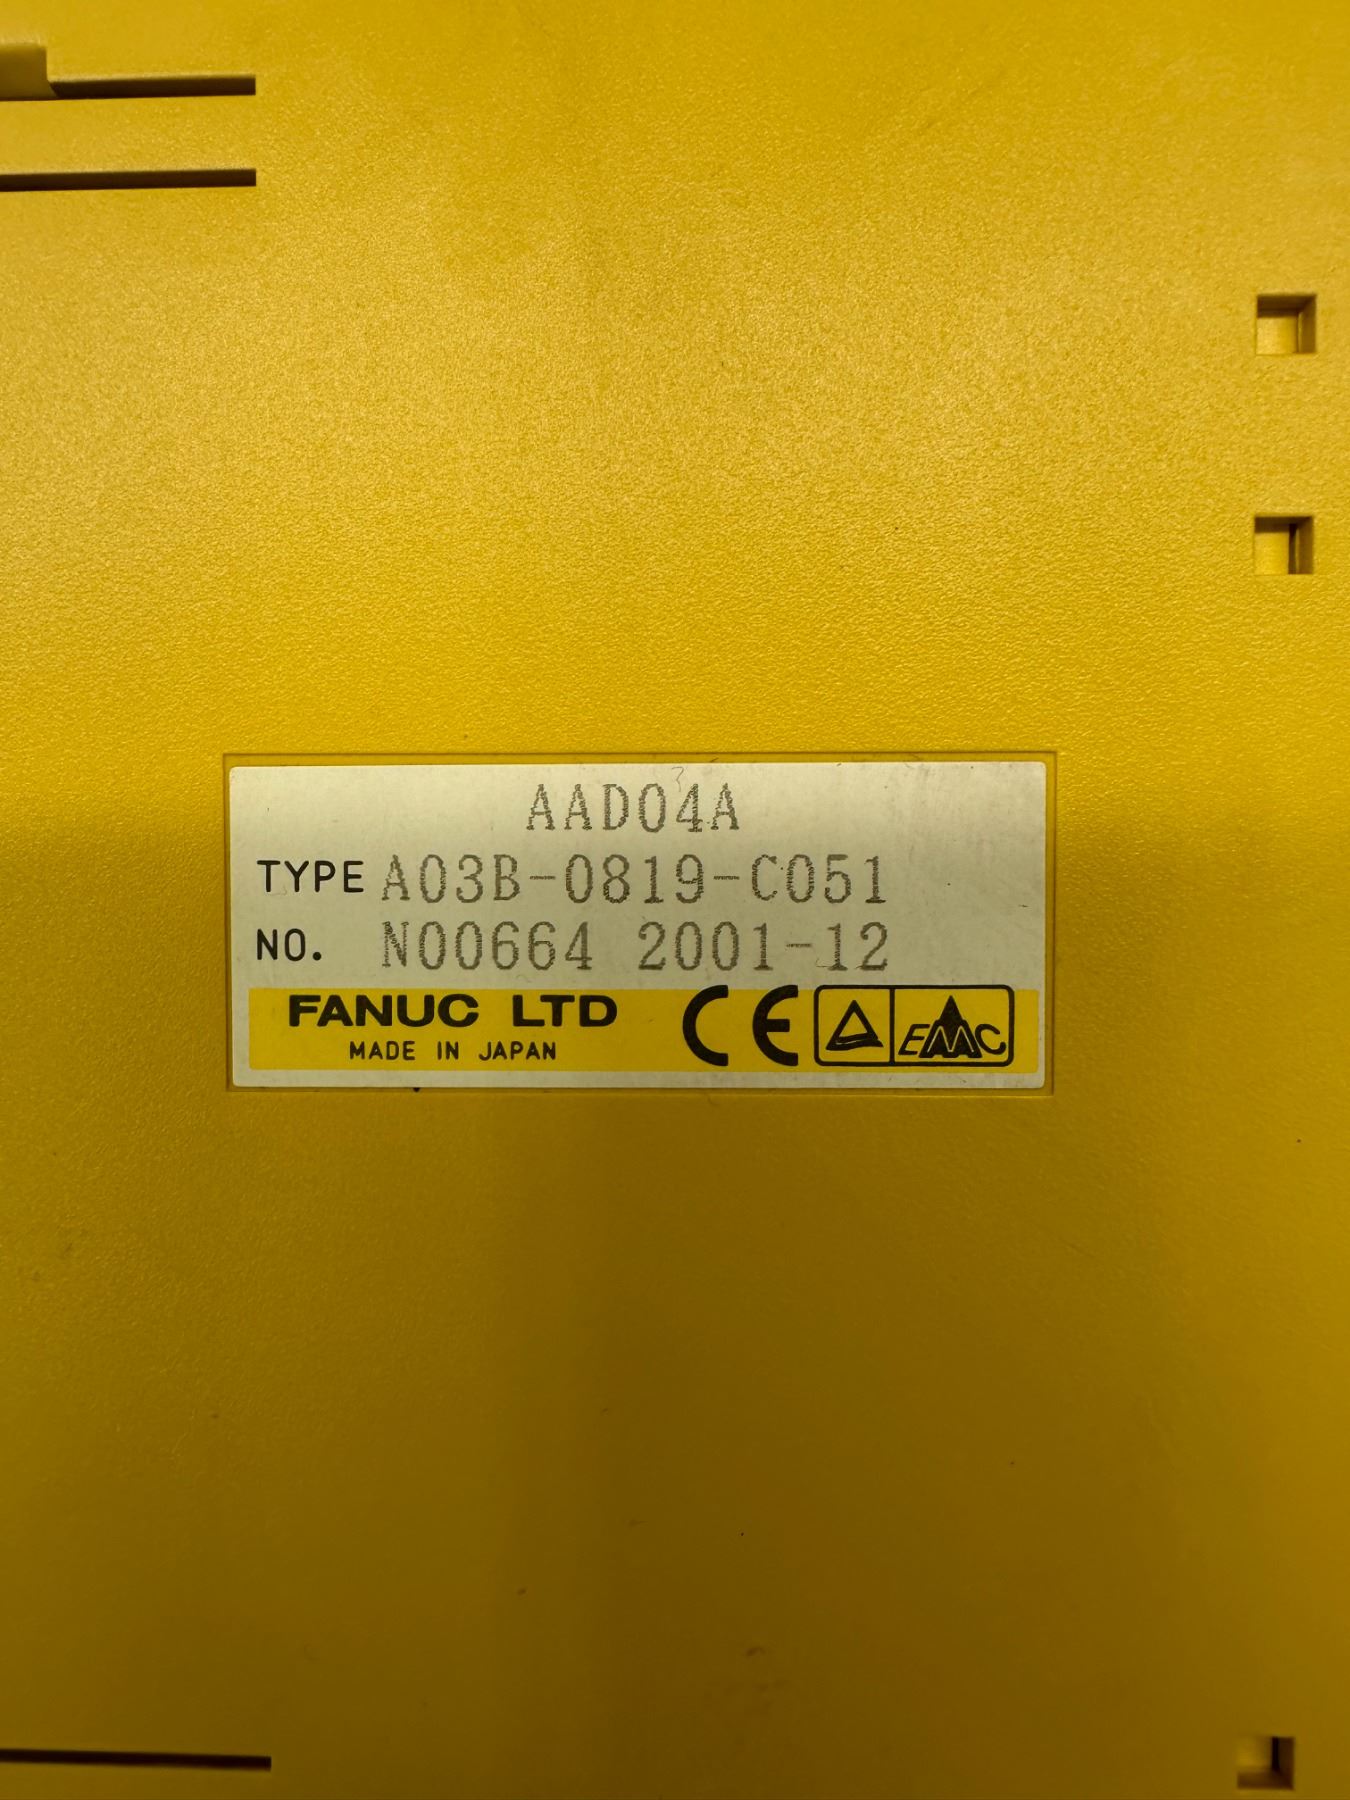 AAD04A
TYPE A03B-0819-C051
NO. N00664 2001-12
FANUC LTD
MADE IN JAPAN
CE
EMC